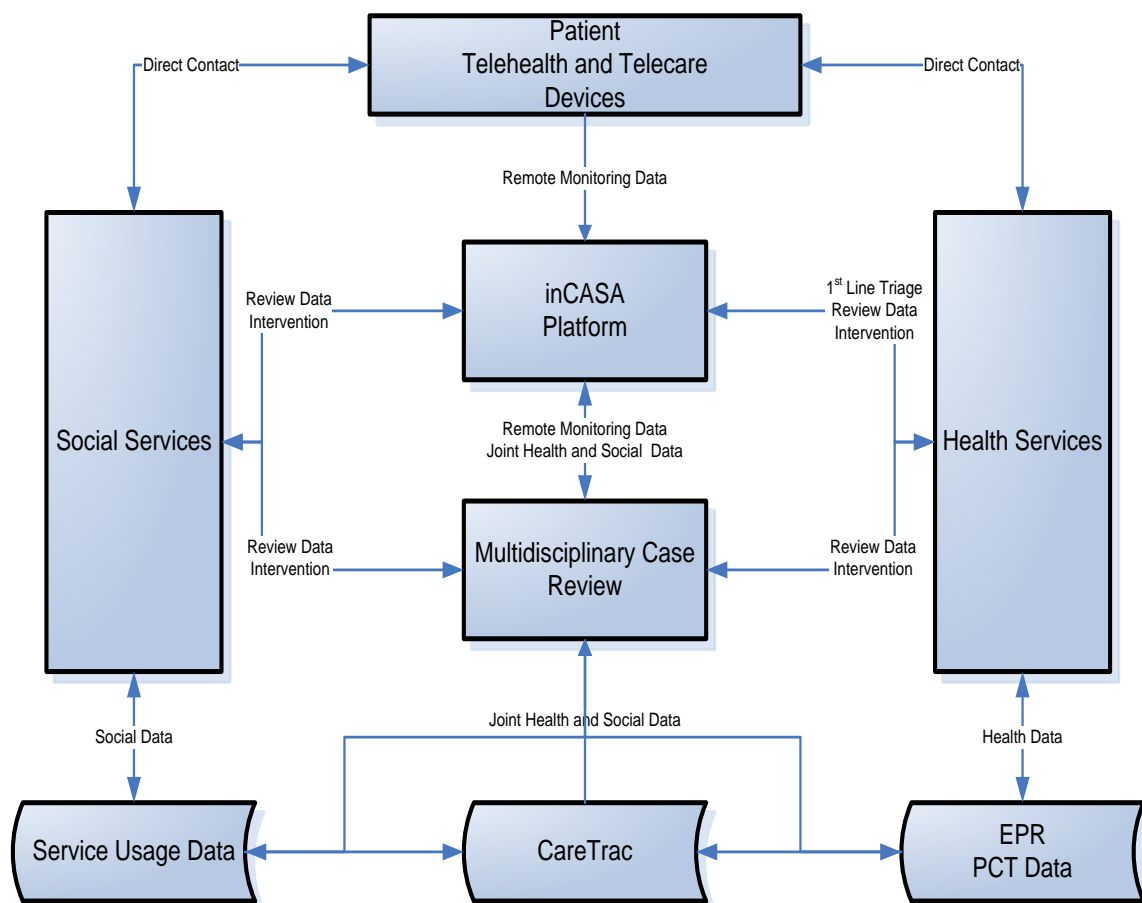 Patient
Telehealth and Telecare
Devices
Direct Contact
Direct Contact
Remote Monitoring Data
inCASA
Platform
Review Data
Intervention
1st Line Triage
Review Data
Intervention
Social Services
Remote Monitoring Data
Joint Health and Social Data
Health Services
Multidisciplinary Case
Review
Review Data
Intervention
Review Data
Intervention
Social Data
Joint Health and Social Data
Health Data
Service Usage Data
CareTrac
EPR
PCT Data